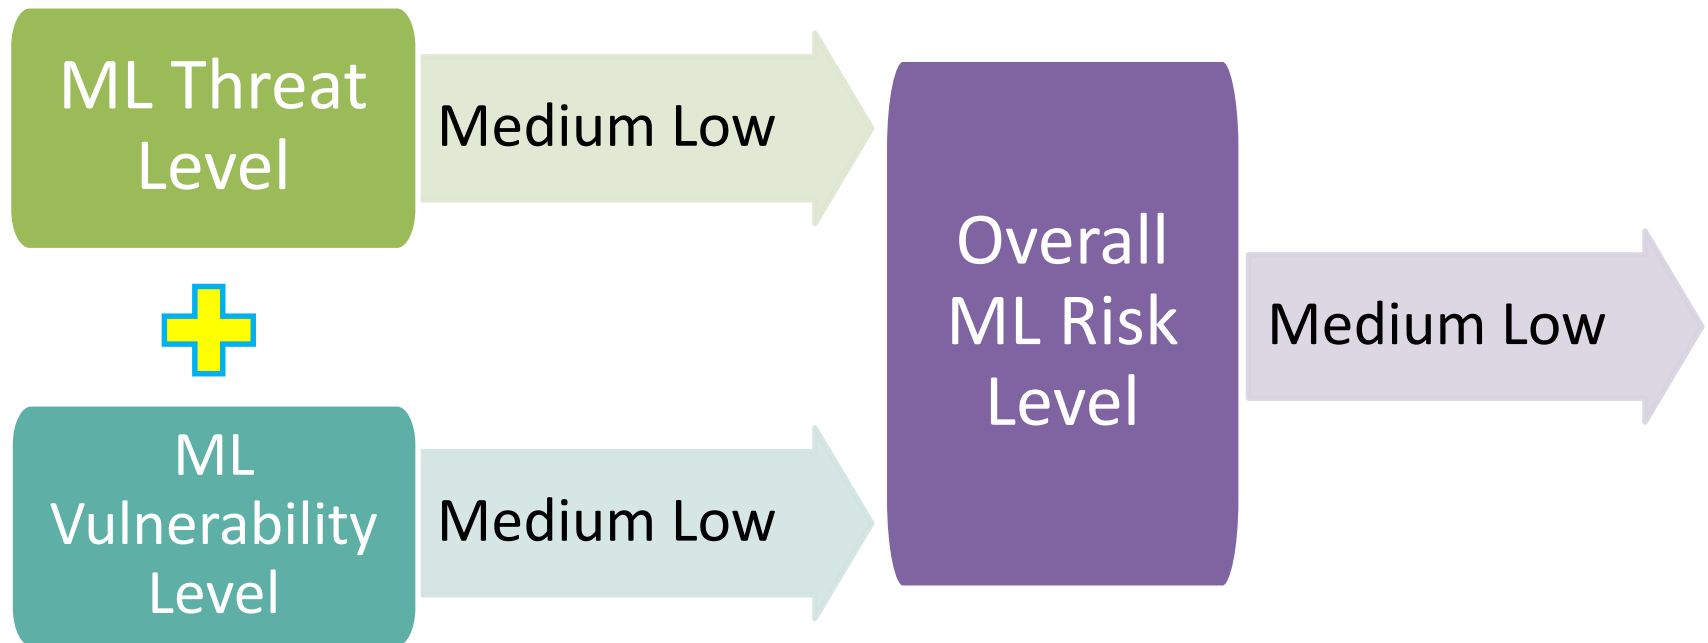 ML Threat
Level
Medium Low
ML
Vulnerability
Level
Medium Low
Overall
ML Risk
Level
Medium Low